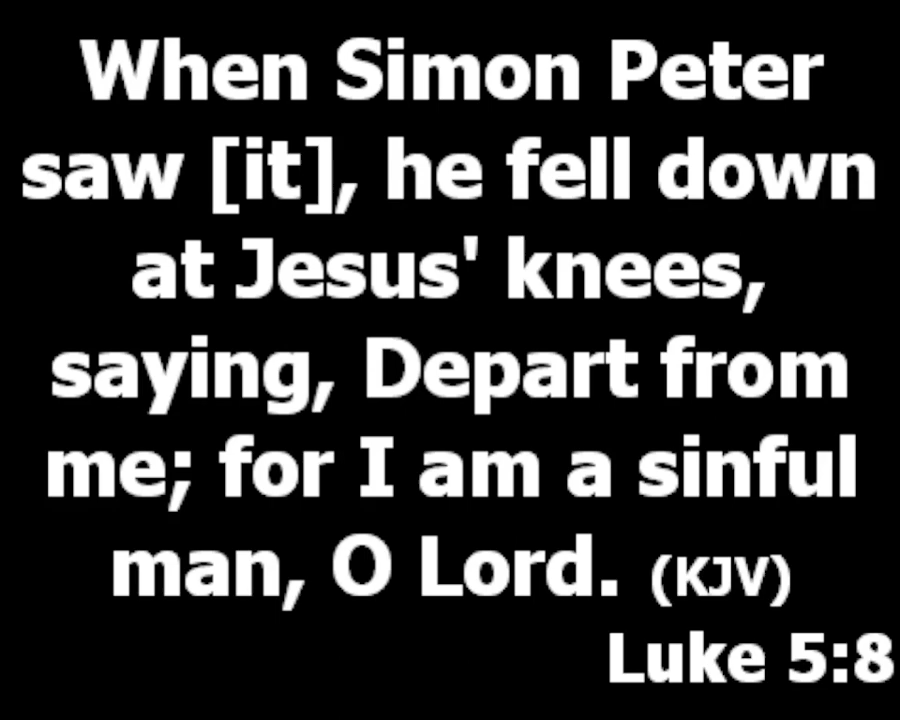 When Simon Peter
saw [it], he fell down
at Jesus' knees,
saying, Depart from
me; for I am a sinful
man, O Lord. (KJV)
Luke 5:8